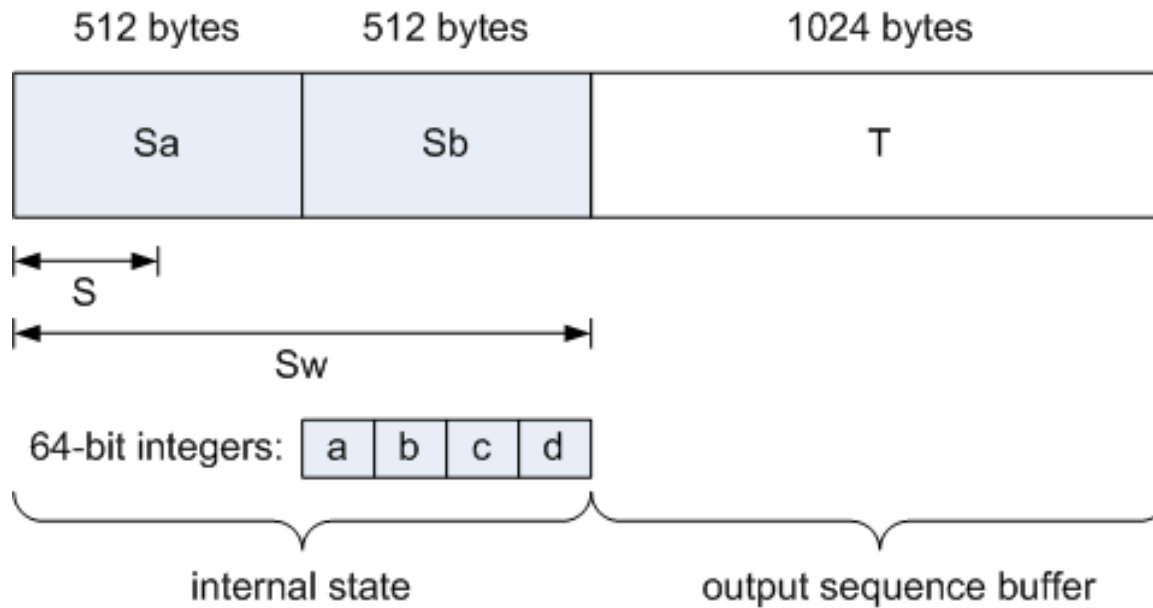 512 bytes 512 bytes 1024 bytes
Sa Sb T
S
Sw
64-bit integers: a b c d
internal state output sequence buffer